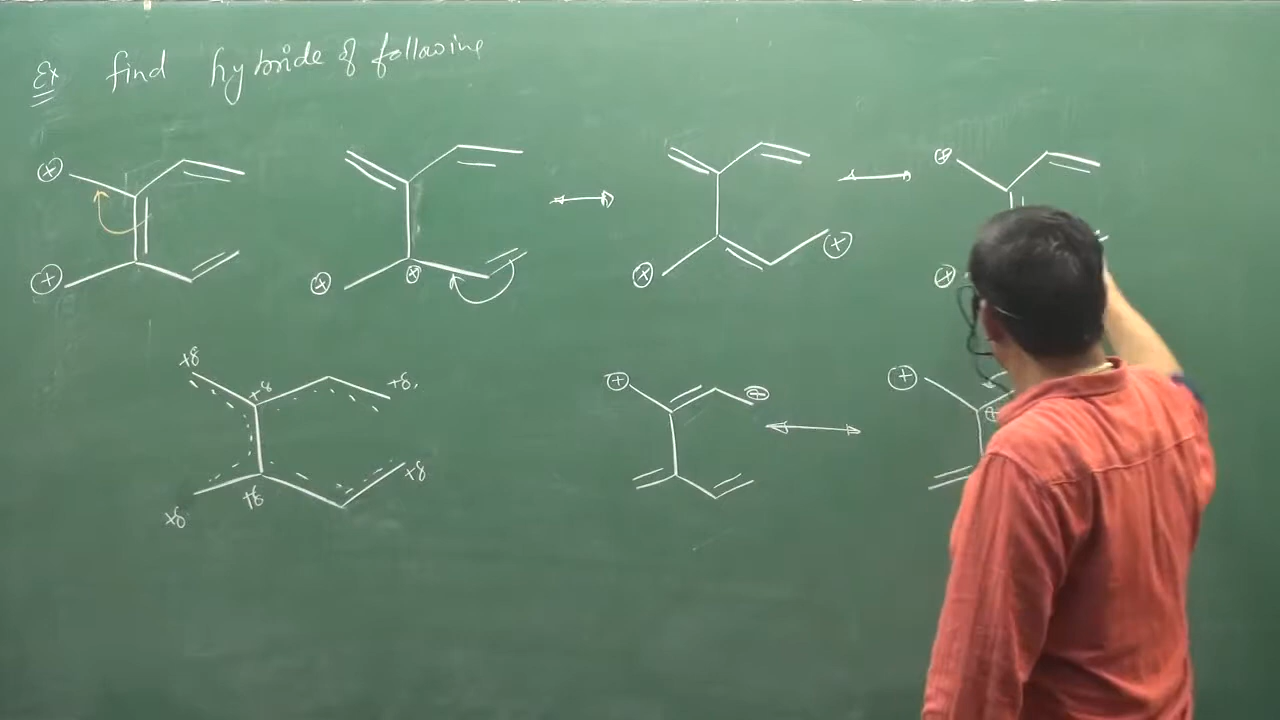 Ex find hybride of following
⊕ ⊕
⊕ ⊕ ⊕ ⊕ ⊕
+δ +δ +δ ⊕ ⊕ ⊕ ⊕
+δ +δ +δ